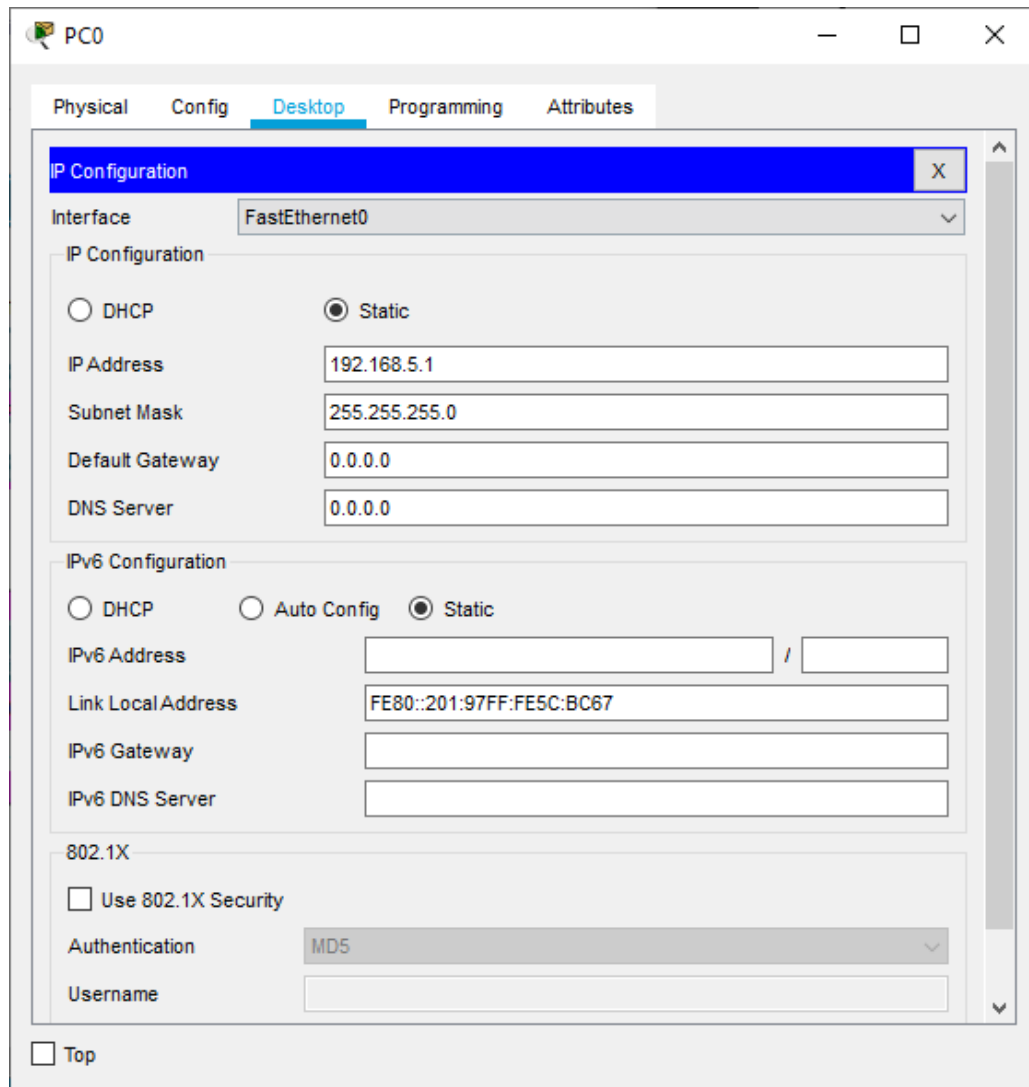 PC0
Physical Config Desktop Programming Attributes
IP Configuration X
Interface FastEthernet0
IP Configuration
DHCP Static
IP Address 192.168.5.1
Subnet Mask 255.255.255.0
Default Gateway 0.0.0.0
DNS Server 0.0.0.0
IPv6 Configuration
DHCP Auto Config Static
IPv6 Address /
Link Local Address FE80::201:97FF:FE5C:BC67
IPv6 Gateway
IPv6 DNS Server
802.1X
Use 802.1X Security
Authentication MD5
Username
Top